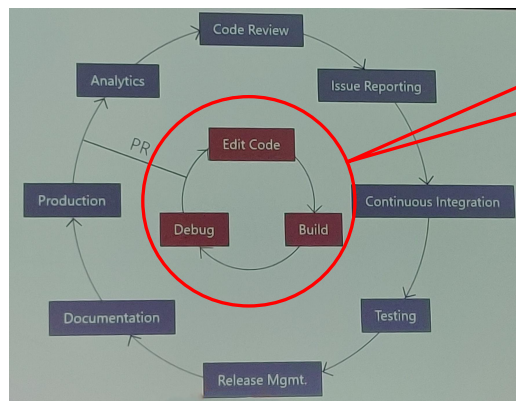 Code Review
Analytics
Issue Reporting
PR
Edit Code
Production
Continuous Integration
Debug
Build
Documentation
Testing
Release Mgmt.